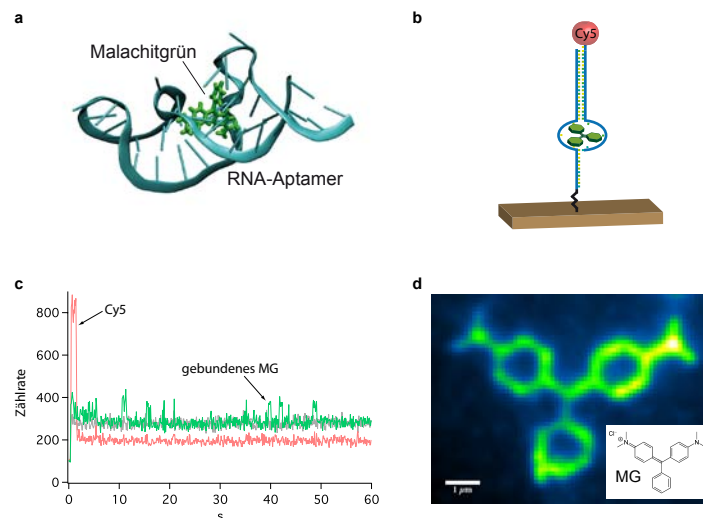 a
Malachitgrün
RNA-Aptamer
b
Cy5
c
Cy5
gebundenes MG
Zählrate
800
600
400
200
0
0 10 20 30 40 50 60
s
d
1 µm
Cl⁻
N
⊕
N
MG